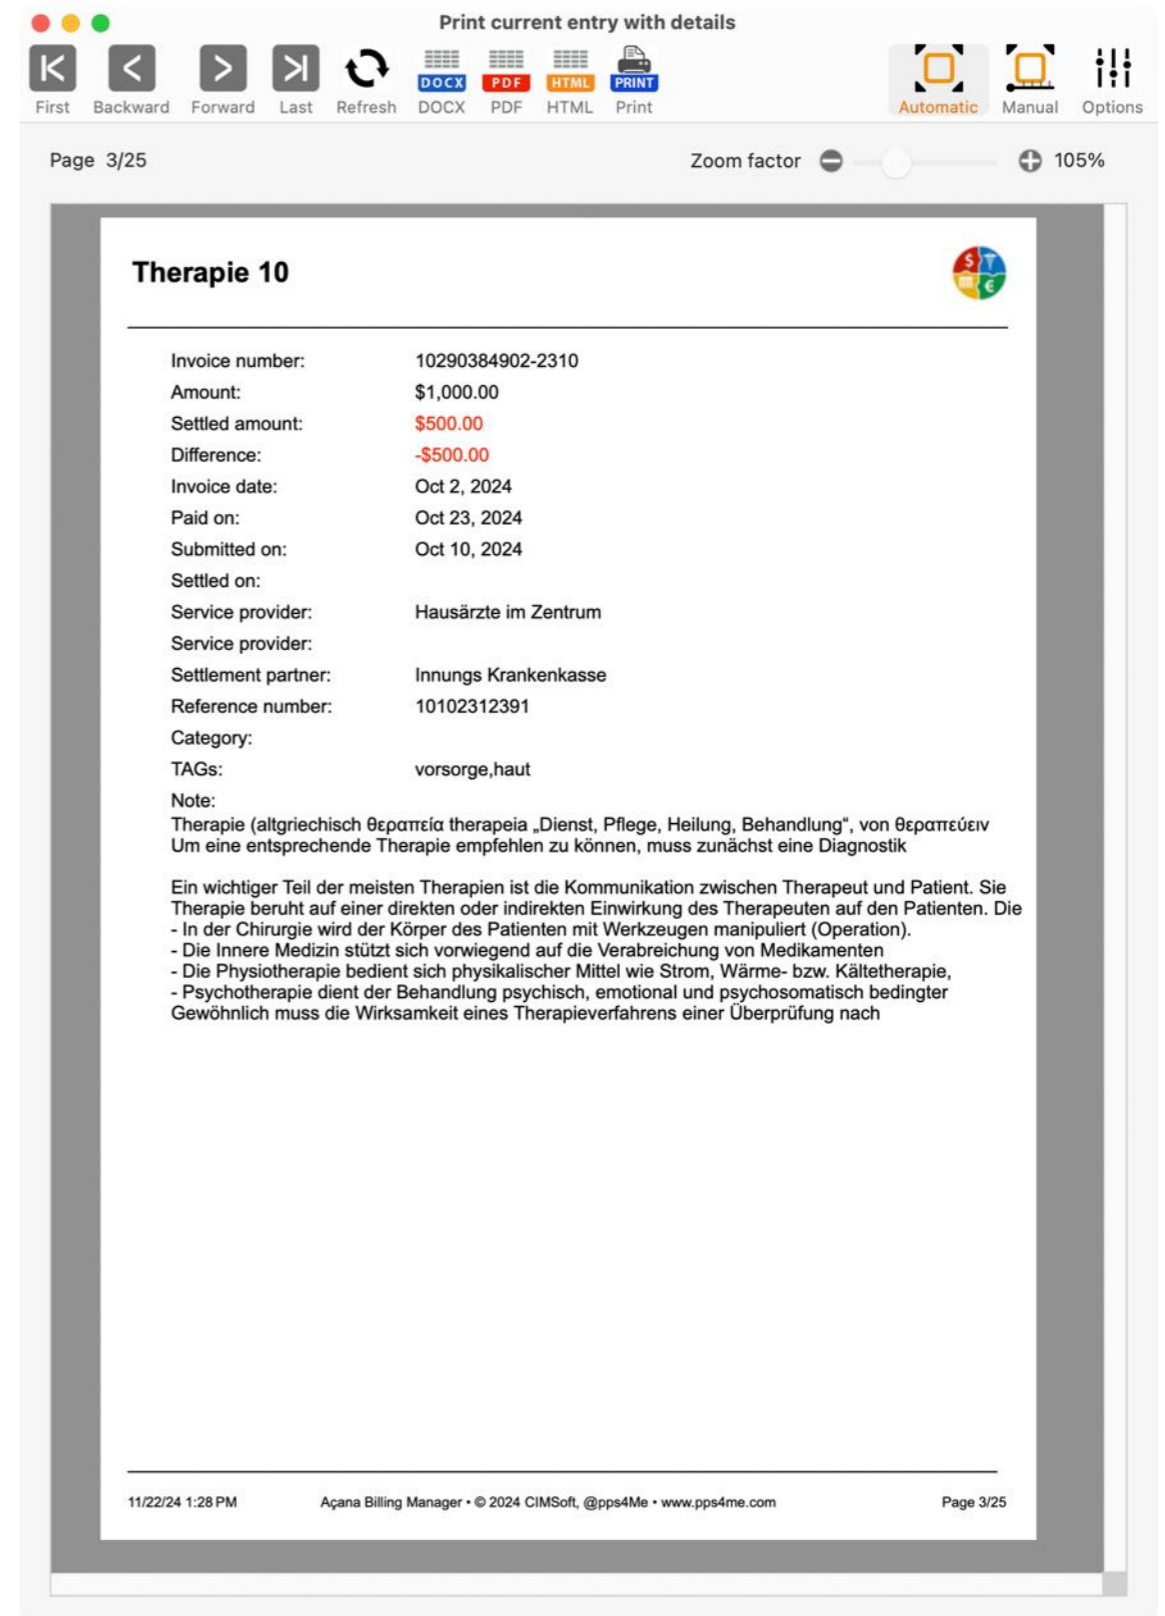 Print current entry with details
DOCX PDF HTML PRINT
First Backward Forward Last Refresh DOCX PDF HTML Print Automatic Manual Options
Page 3/25 Zoom factor 105%
Therapie 10
$
€
Invoice number: 10290384902-2310
Amount: $1,000.00
Settled amount: $500.00
Difference: -$500.00
Invoice date: Oct 2, 2024
Paid on: Oct 23, 2024
Submitted on: Oct 10, 2024
Settled on:
Service provider: Hausärzte im Zentrum
Service provider:
Settlement partner: Innungs Krankenkasse
Reference number: 10102312391
Category:
TAGs: vorsorge,haut
Note:
Therapie (altgriechisch θεραπεία therapeia „Dienst, Pflege, Heilung, Behandlung“, von θεραπεύειν
Um eine entsprechende Therapie empfehlen zu können, muss zunächst eine Diagnostik
Ein wichtiger Teil der meisten Therapien ist die Kommunikation zwischen Therapeut und Patient. Sie
Therapie beruht auf einer direkten oder indirekten Einwirkung des Therapeuten auf den Patienten. Die
- In der Chirurgie wird der Körper des Patienten mit Werkzeugen manipuliert (Operation).
- Die Innere Medizin stützt sich vorwiegend auf die Verabreichung von Medikamenten
- Die Physiotherapie bedient sich physikalischer Mittel wie Strom, Wärme- bzw. Kältetherapie,
- Psychotherapie dient der Behandlung psychisch, emotional und psychosomatisch bedingter
Gewöhnlich muss die Wirksamkeit eines Therapieverfahrens einer Überprüfung nach
11/22/24 1:28 PM Açana Billing Manager • © 2024 CIMSoft, @pps4Me • www.pps4me.com Page 3/25